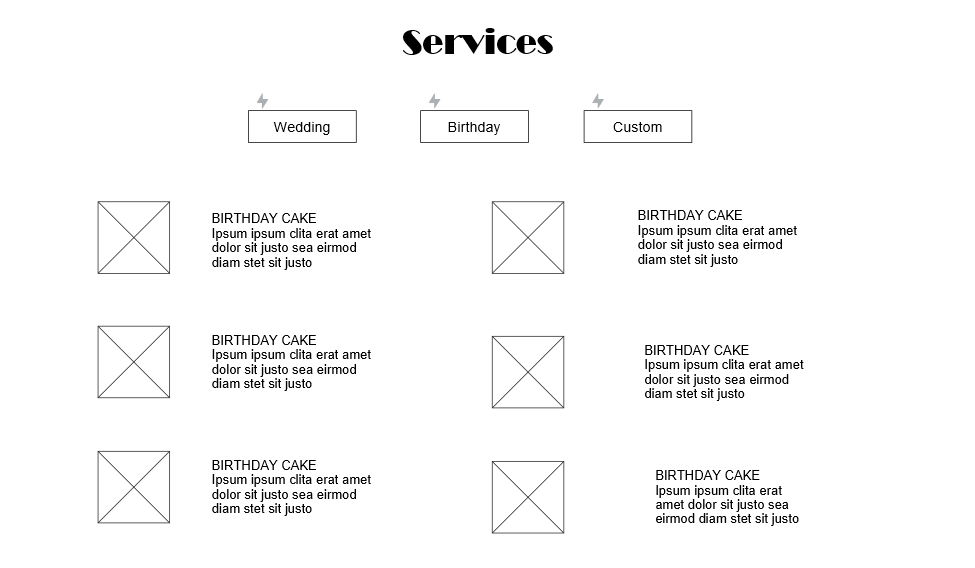 Services
Wedding
Birthday
Custom
BIRTHDAY CAKE
Ipsum ipsum clita erat amet
dolor sit justo sea eirmod
diam stet sit justo
BIRTHDAY CAKE
Ipsum ipsum clita erat amet
dolor sit justo sea eirmod
diam stet sit justo
BIRTHDAY CAKE
Ipsum ipsum clita erat amet
dolor sit justo sea eirmod
diam stet sit justo
BIRTHDAY CAKE
Ipsum ipsum clita erat amet
dolor sit justo sea eirmod
diam stet sit justo
BIRTHDAY CAKE
Ipsum ipsum clita erat amet
dolor sit justo sea eirmod
diam stet sit justo
BIRTHDAY CAKE
Ipsum ipsum clita erat
amet dolor sit justo sea
eirmod diam stet sit justo